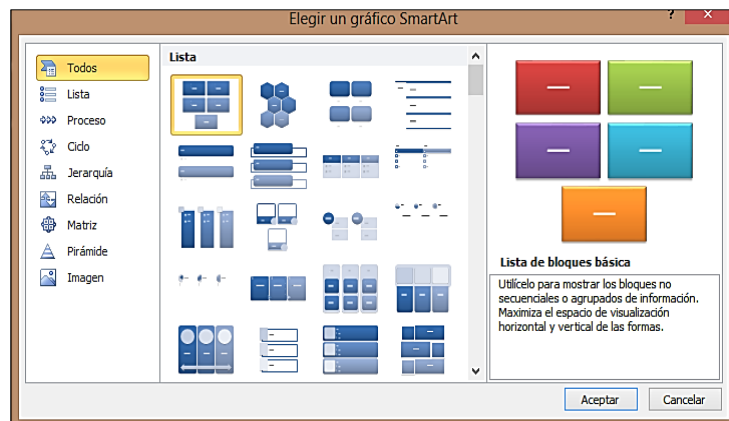 Elegir un gráfico SmartArt
?
x
Todos
Lista
Proceso
Ciclo
Jerarquía
Relación
Matriz
Pirámide
Imagen
Lista
Lista de bloques básica
Utilícelo para mostrar los bloques no
secuenciales o agrupados de información.
Maximiza el espacio de visualización
horizontal y vertical de las formas.
Aceptar
Cancelar